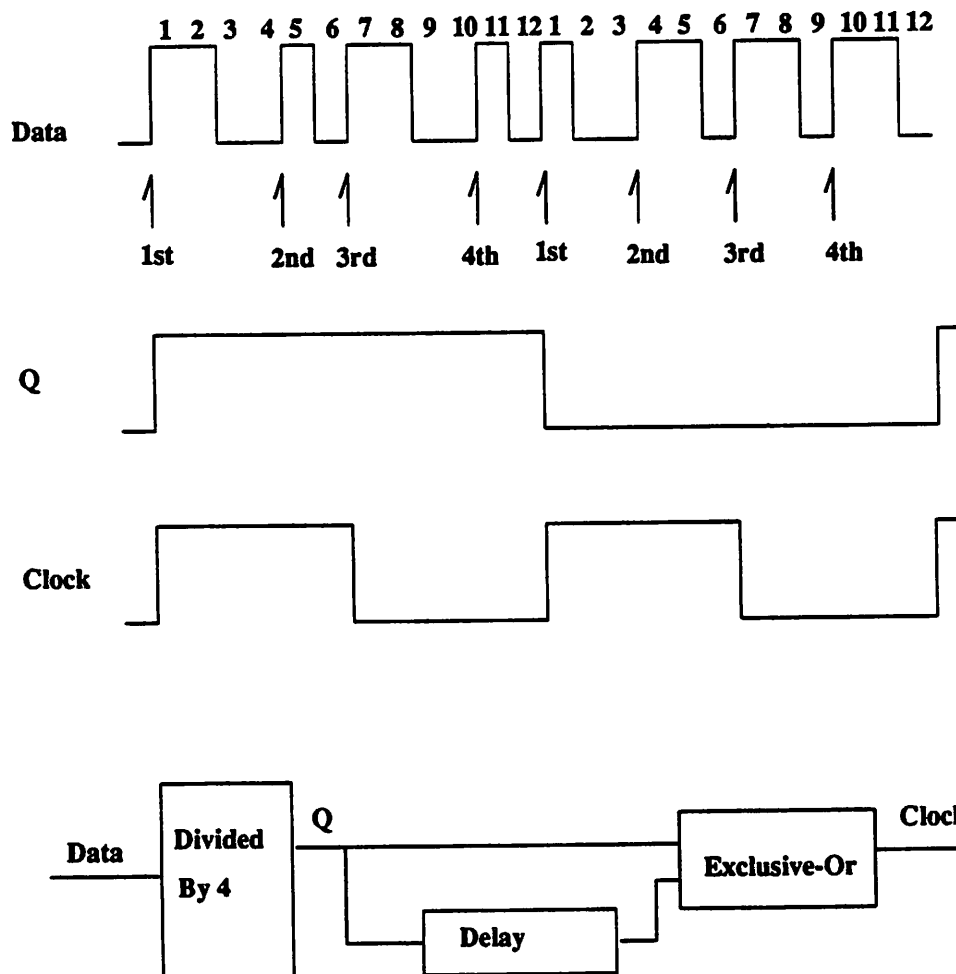 1 2 3 4 5 6 7 8 9 10 11 12 1 2 3 4 5 6 7 8 9 10 11 12
Data
1st 2nd 3rd 4th 1st 2nd 3rd 4th
Q
Clock
Q
Clock
Data
Divided
By 4
Exclusive-Or
Delay